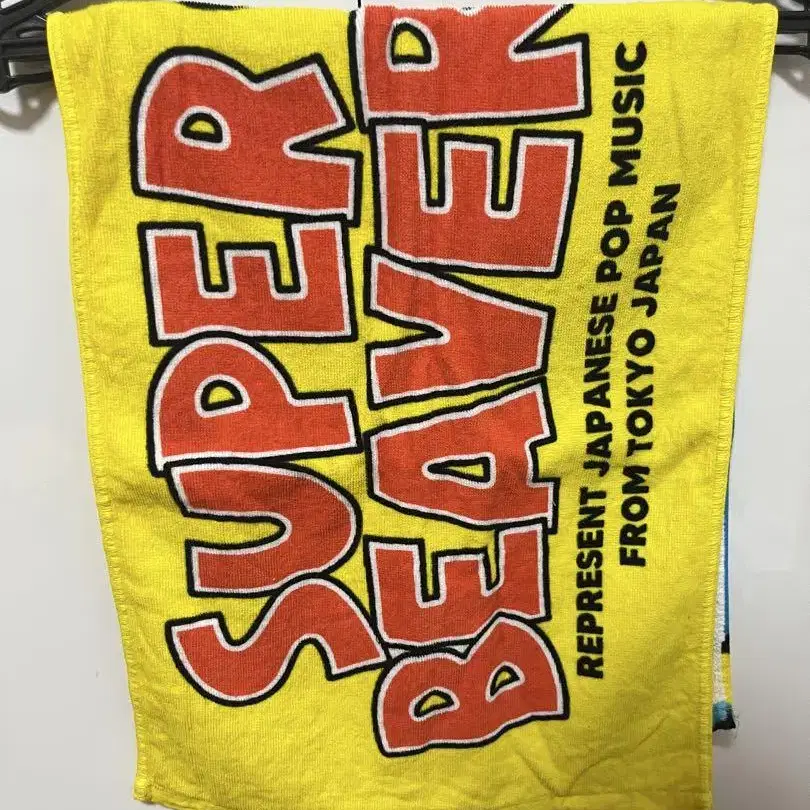 SUPER
BEAVER
REPRESENT JAPANESE POP MUSIC
FROM TOKYO JAPAN